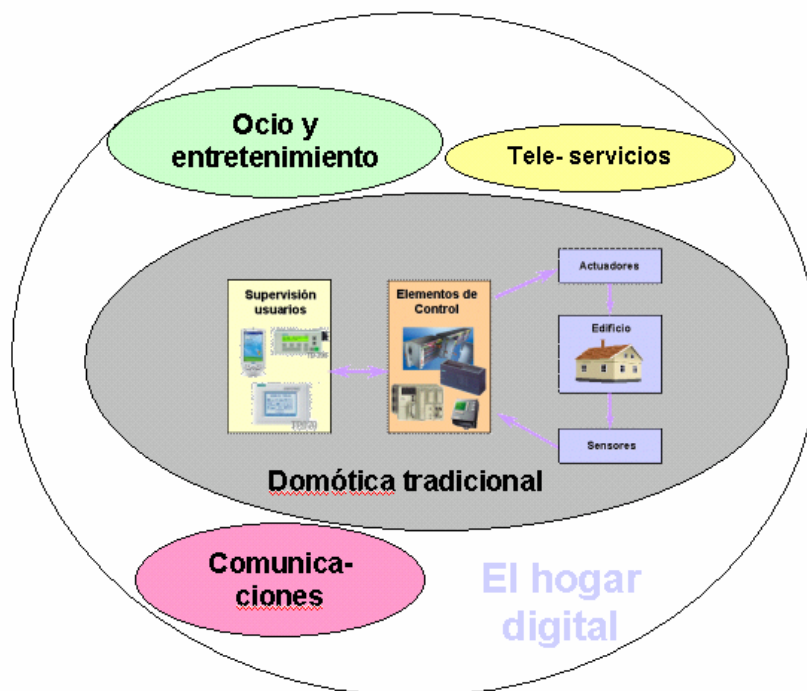 Ocio y
entretenimiento
Tele- servicios
Supervisión
usuarios
Elementos de
Control
Actuadores
Edificio
Sensores
Domótica tradicional
Comunica-
ciones
El hogar
digital